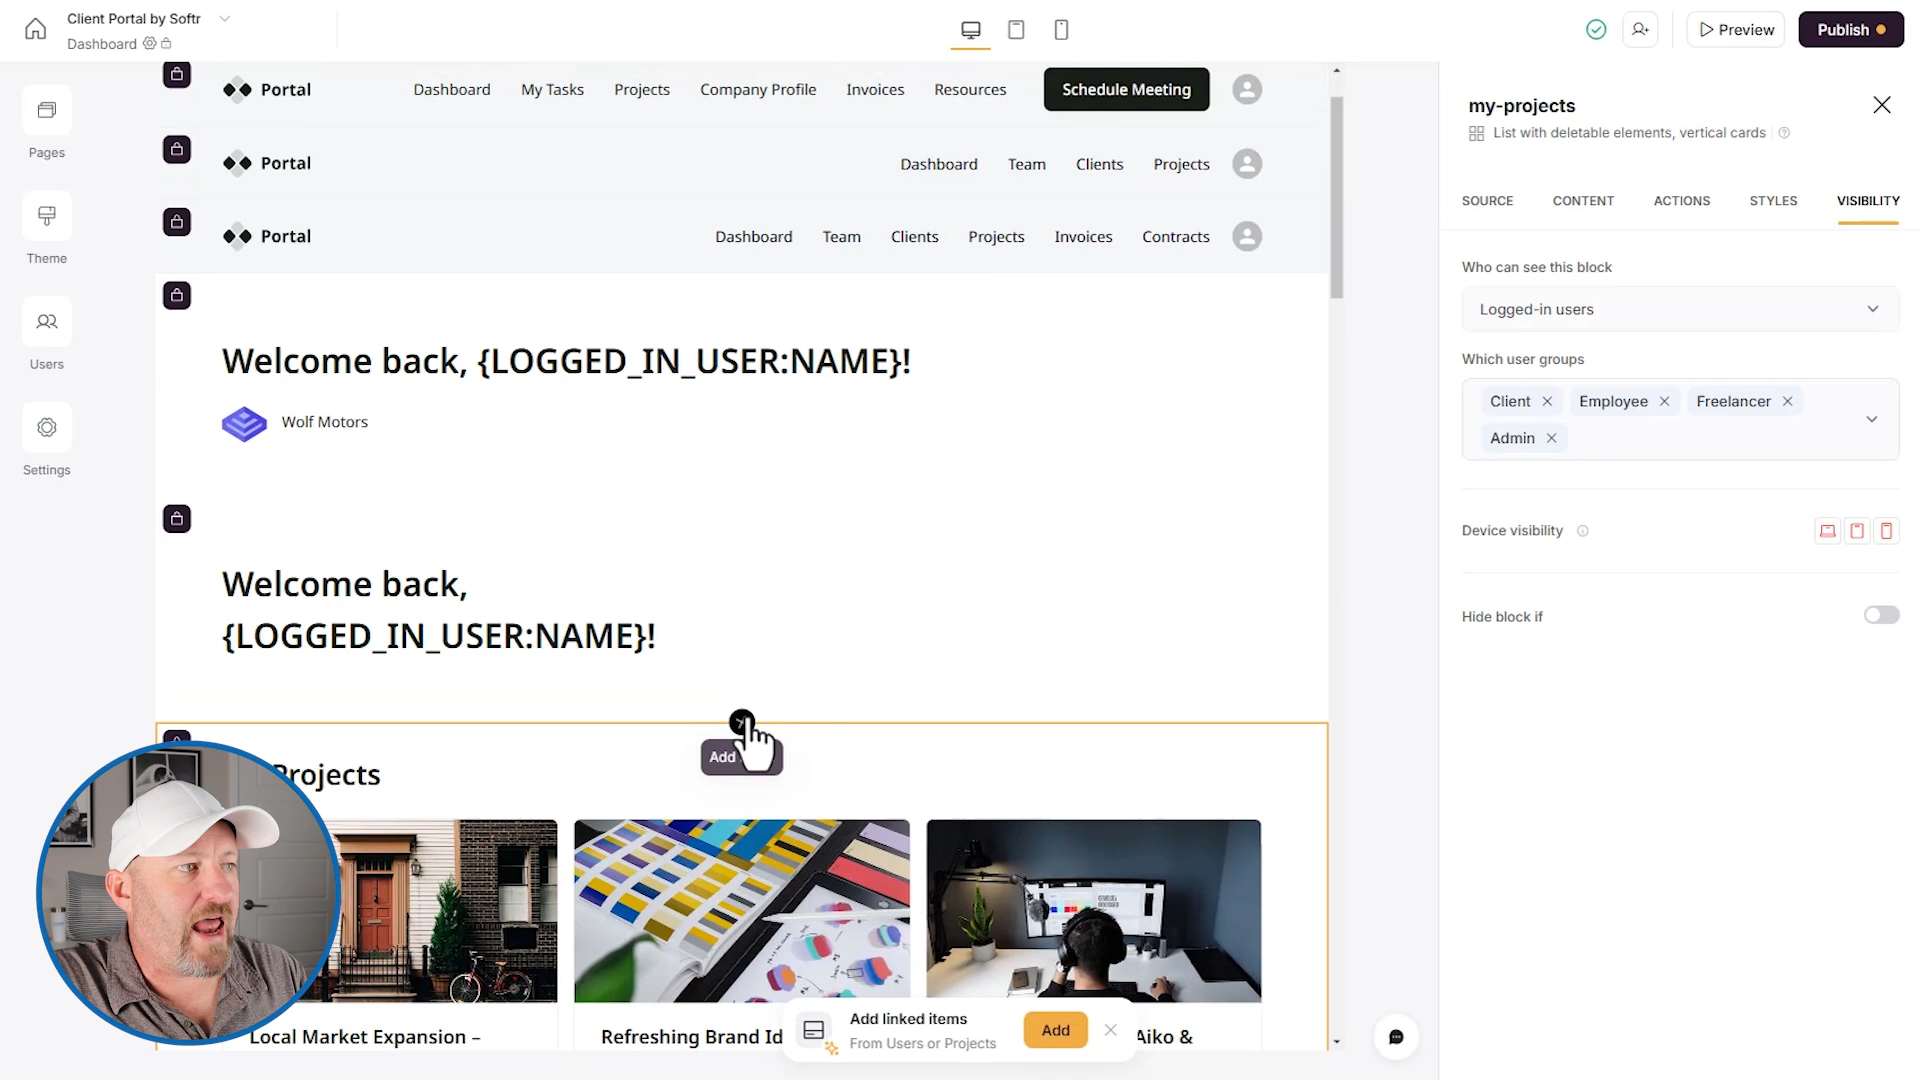 Client Portal by Softr
Dashboard
Preview
Publish
Pages
Theme
Users
Settings
Portal
Dashboard
My Tasks
Projects
Company Profile
Invoices
Resources
Schedule Meeting
Portal
Dashboard
Team
Clients
Projects
Portal
Dashboard
Team
Clients
Projects
Invoices
Contracts
Welcome back, {LOGGED_IN_USER:NAME}!
Wolf Motors
Welcome back,
{LOGGED_IN_USER:NAME}!
Add
Projects
Local Market Expansion –
Refreshing Brand
Aiko &
Add linked items
From Users or Projects
Add
my-projects
List with deletable elements, vertical cards
SOURCE
CONTENT
ACTIONS
STYLES
VISIBILITY
Who can see this block
Logged-in users
Which user groups
Client
Employee
Freelancer
Admin
Device visibility
Hide block if